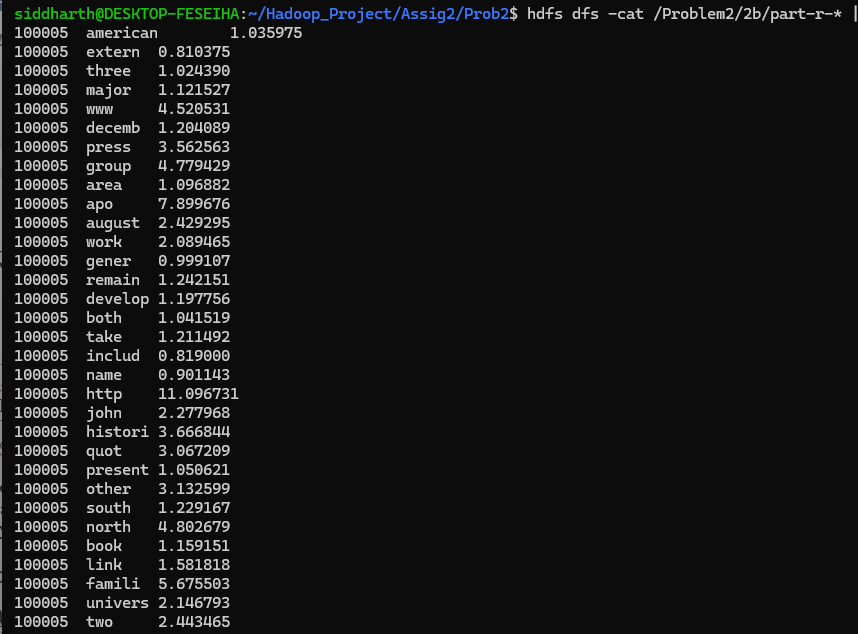 siddharth@DESKTOP-FESEIHA:~/Hadoop_Project/Assig2/Prob2$ hdfs dfs -cat /Problem2/2b/part-r-* |
100005 american 1.035975
100005 extern 0.810375
100005 three 1.024390
100005 major 1.121527
100005 www 4.520531
100005 decemb 1.204089
100005 press 3.562563
100005 group 4.779429
100005 area 1.096882
100005 apo 7.899676
100005 august 2.429295
100005 work 2.089465
100005 gener 0.999107
100005 remain 1.242151
100005 develop 1.197756
100005 both 1.041519
100005 take 1.211492
100005 includ 0.819000
100005 name 0.901143
100005 http 11.096731
100005 john 2.277968
100005 histori 3.666844
100005 quot 3.067209
100005 present 1.050621
100005 other 3.132599
100005 south 1.229167
100005 north 4.802679
100005 book 1.159151
100005 link 1.581818
100005 famili 5.675503
100005 univers 2.146793
100005 two 2.443465